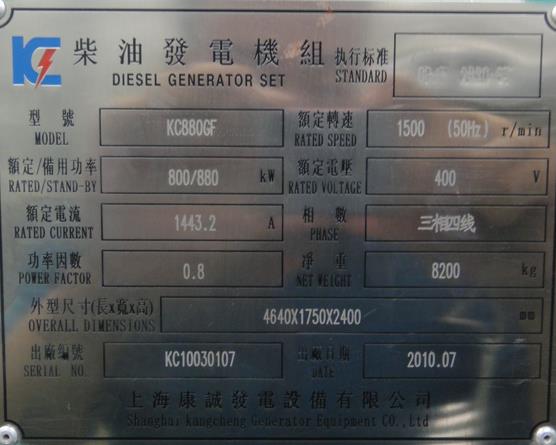 KC 柴油發電機組 执行标准
DIESEL GENERATOR SET STANDARD
型號 KC880GF 額定轉速 1500 (50Hz) r/min
MODEL RATED SPEED
額定/備用功率 800/880 kW 額定電壓 400 V
RATED/STAND-BY RATED VOLTAGE
額定電流 1443.2 A 相數 三相四线
RATED CURRENT PHASE
功率因數 0.8 凈重 8200 kg
POWER FACTOR NET WEIGHT
外型尺寸(長x寬x高) 4640X1750X2400 mm
OVERALL DIMENSIONS
出廠編號 KC10030107 出廠日期 2010.07
SERIAL NO. DATE
上海康誠發電設備有限公司
Shanghai kangcheng Generator Equipment CO.,Ltd